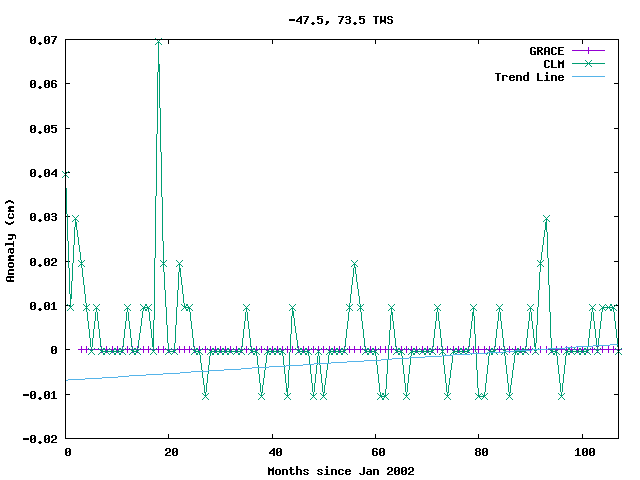 -47.5, 73.5 TWS
0.07
GRACE
CLM
Trend Line
0.06
0.05
0.04
0.03
0.02
0.01
0
-0.01
-0.02
Anomaly (cm)
0 20 40 60 80 100
Months since Jan 2002